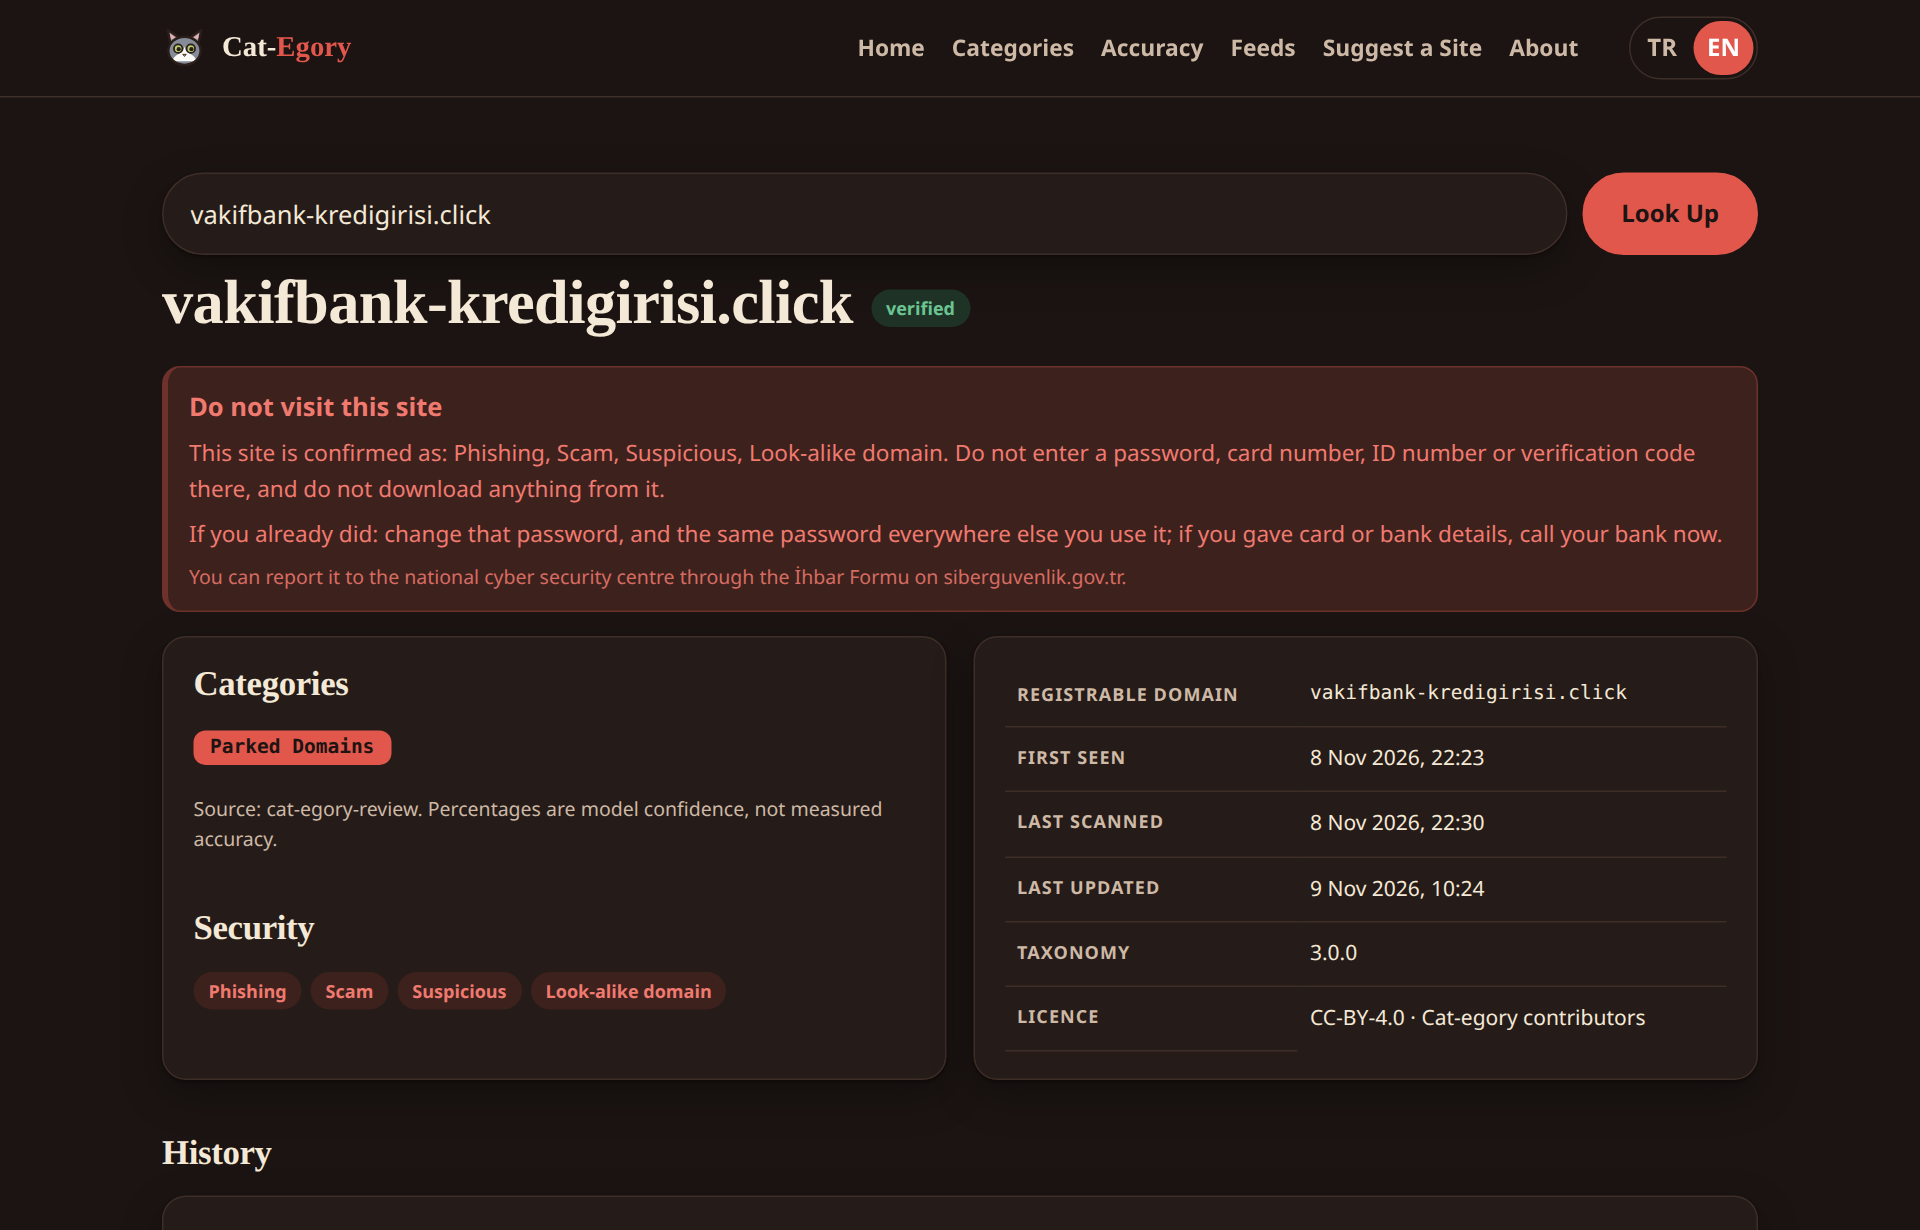 Cat-Egory
Home Categories Accuracy Feeds Suggest a Site About TR EN
vakifbank-kredigirisi.click
Look Up
vakifbank-kredigirisi.click verified
Do not visit this site
This site is confirmed as: Phishing, Scam, Suspicious, Look-alike domain. Do not enter a password, card number, ID number or verification code
there, and do not download anything from it.
If you already did: change that password, and the same password everywhere else you use it; if you gave card or bank details, call your bank now.
You can report it to the national cyber security centre through the İhbar Formu on siberguvenlik.gov.tr.
Categories
Parked Domains
Source: cat-egory-review. Percentages are model confidence, not measured
accuracy.
Security
Phishing Scam Suspicious Look-alike domain
REGISTRABLE DOMAIN vakifbank-kredigirisi.click
FIRST SEEN 8 Nov 2026, 22:23
LAST SCANNED 8 Nov 2026, 22:30
LAST UPDATED 9 Nov 2026, 10:24
TAXONOMY 3.0.0
LICENCE CC-BY-4.0 · Cat-egory contributors
History